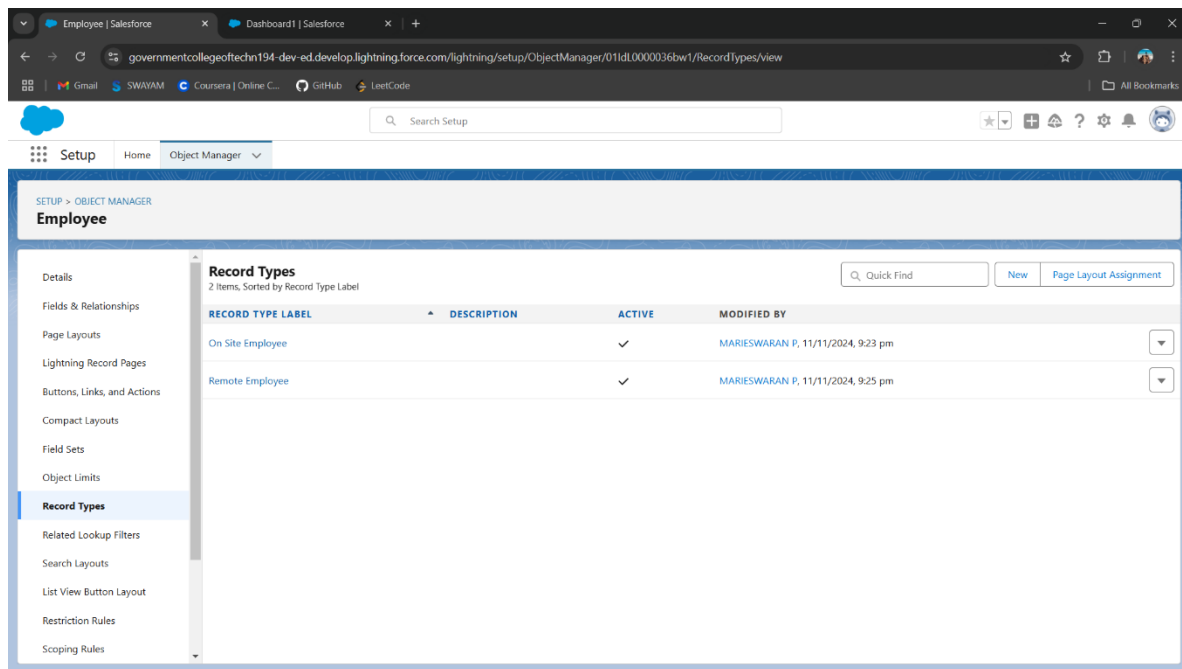 Employee | Salesforce
Dashboard1 | Salesforce
governmentcollegeoftechn194-dev-ed.develop.lightning.force.com/lightning/setup/ObjectManager/01IdL0000036bw1/RecordTypes/view
Gmail SWAYAM Coursera | Online C... GitHub LeetCode All Bookmarks
Search Setup
Setup Home Object Manager
SETUP > OBJECT MANAGER
Employee
Details
Fields & Relationships
Page Layouts
Lightning Record Pages
Buttons, Links, and Actions
Compact Layouts
Field Sets
Object Limits
Record Types
Related Lookup Filters
Search Layouts
List View Button Layout
Restriction Rules
Scoping Rules
Record Types
2 Items, Sorted by Record Type Label
Quick Find New Page Layout Assignment
RECORD TYPE LABEL DESCRIPTION ACTIVE MODIFIED BY
On Site Employee MARIESWARAN P, 11/11/2024, 9:23 pm
Remote Employee MARIESWARAN P, 11/11/2024, 9:25 pm